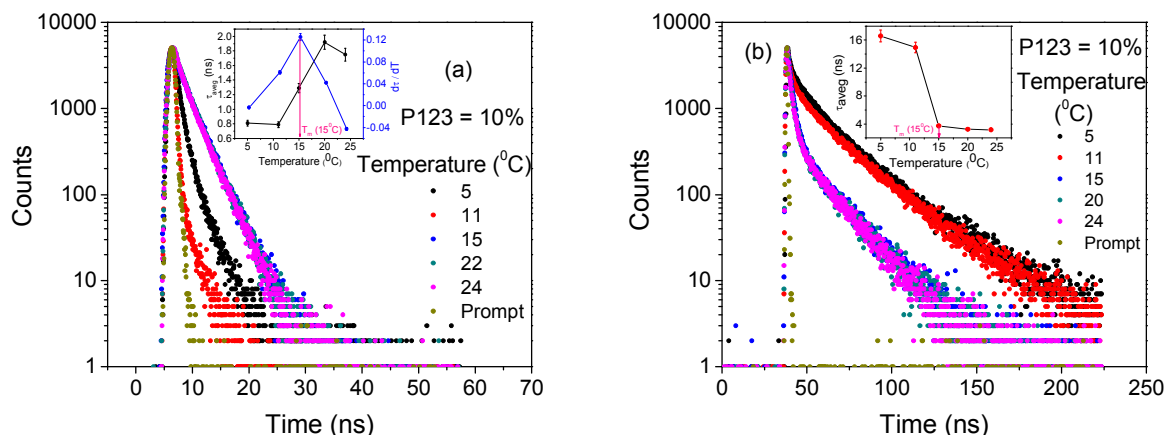 10000
1000
100
10
1
Counts
0 10 20 30 40 50 60 70
Time (ns)
(a)
P123 = 10%
Temperature (⁰C)
5
11
15
22
24
Prompt
2.0
1.8
1.6
1.4
1.2
1.0
0.8
0.6
0.4
τaveg (ns)
5 10 15 20 25
Temperature (⁰C)
0.12
0.08
0.04
0.00
-0.04
dτ / dT
Tm (15⁰C)
10000
1000
100
10
1
Counts
0 50 100 150 200 250
Time (ns)
(b)
P123 = 10%
Temperature
(⁰C)
5
11
15
20
24
Prompt
16
12
8
4
τaveg (ns)
0 5 10 15 20 25
Temperature (⁰C)
Tm (15⁰C)